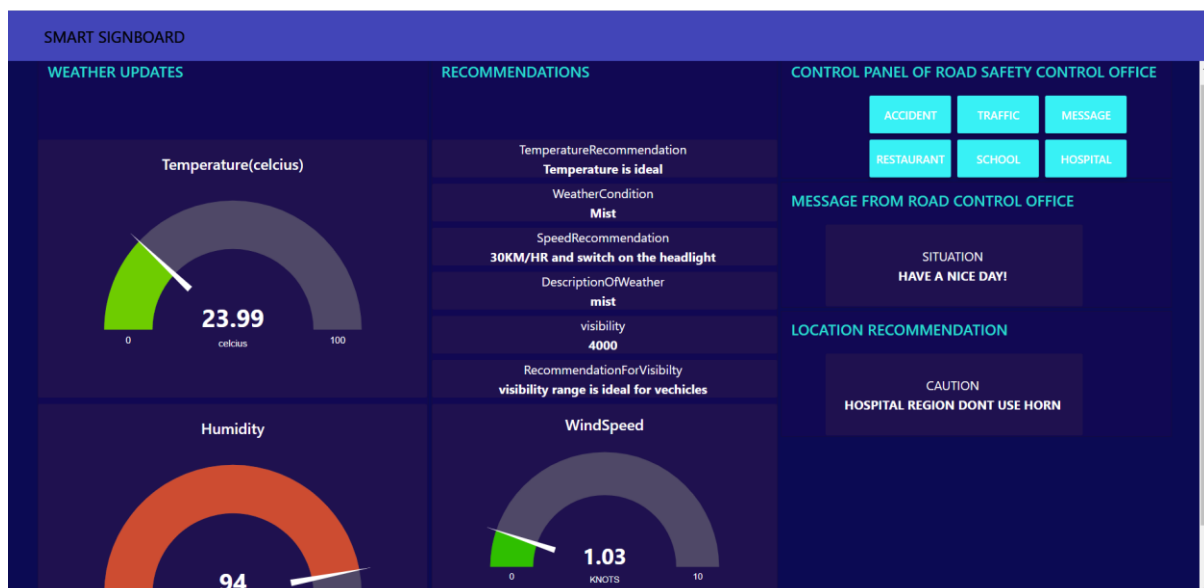 SMART SIGNBOARD
WEATHER UPDATES
Temperature(celcius)
23.99
celcius
0
100
Humidity
94
RECOMMENDATIONS
TemperatureRecommendation
Temperature is ideal
WeatherCondition
Mist
SpeedRecommendation
30KM/HR and switch on the headlight
DescriptionOfWeather
mist
visibility
4000
RecommendationForVisibilty
visibility range is ideal for vechicles
WindSpeed
1.03
KNOTS
0
10
CONTROL PANEL OF ROAD SAFETY CONTROL OFFICE
ACCIDENT TRAFFIC MESSAGE
RESTAURANT SCHOOL HOSPITAL
MESSAGE FROM ROAD CONTROL OFFICE
SITUATION
HAVE A NICE DAY!
LOCATION RECOMMENDATION
CAUTION
HOSPITAL REGION DONT USE HORN